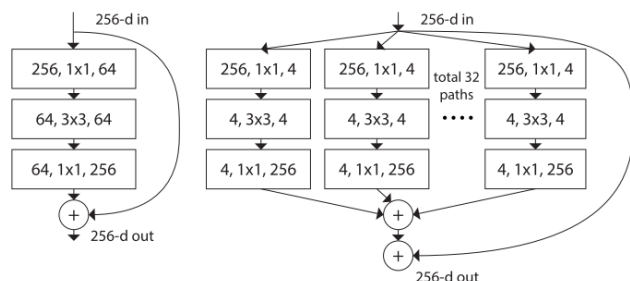 256-d in
256, 1x1, 64
64, 3x3, 64
64, 1x1, 256
+
256-d out
256-d in
256, 1x1, 4
256, 1x1, 4
total 32
paths
256, 1x1, 4
4, 3x3, 4
4, 3x3, 4
....
4, 3x3, 4
4, 1x1, 256
4, 1x1, 256
4, 1x1, 256
+
+
256-d out